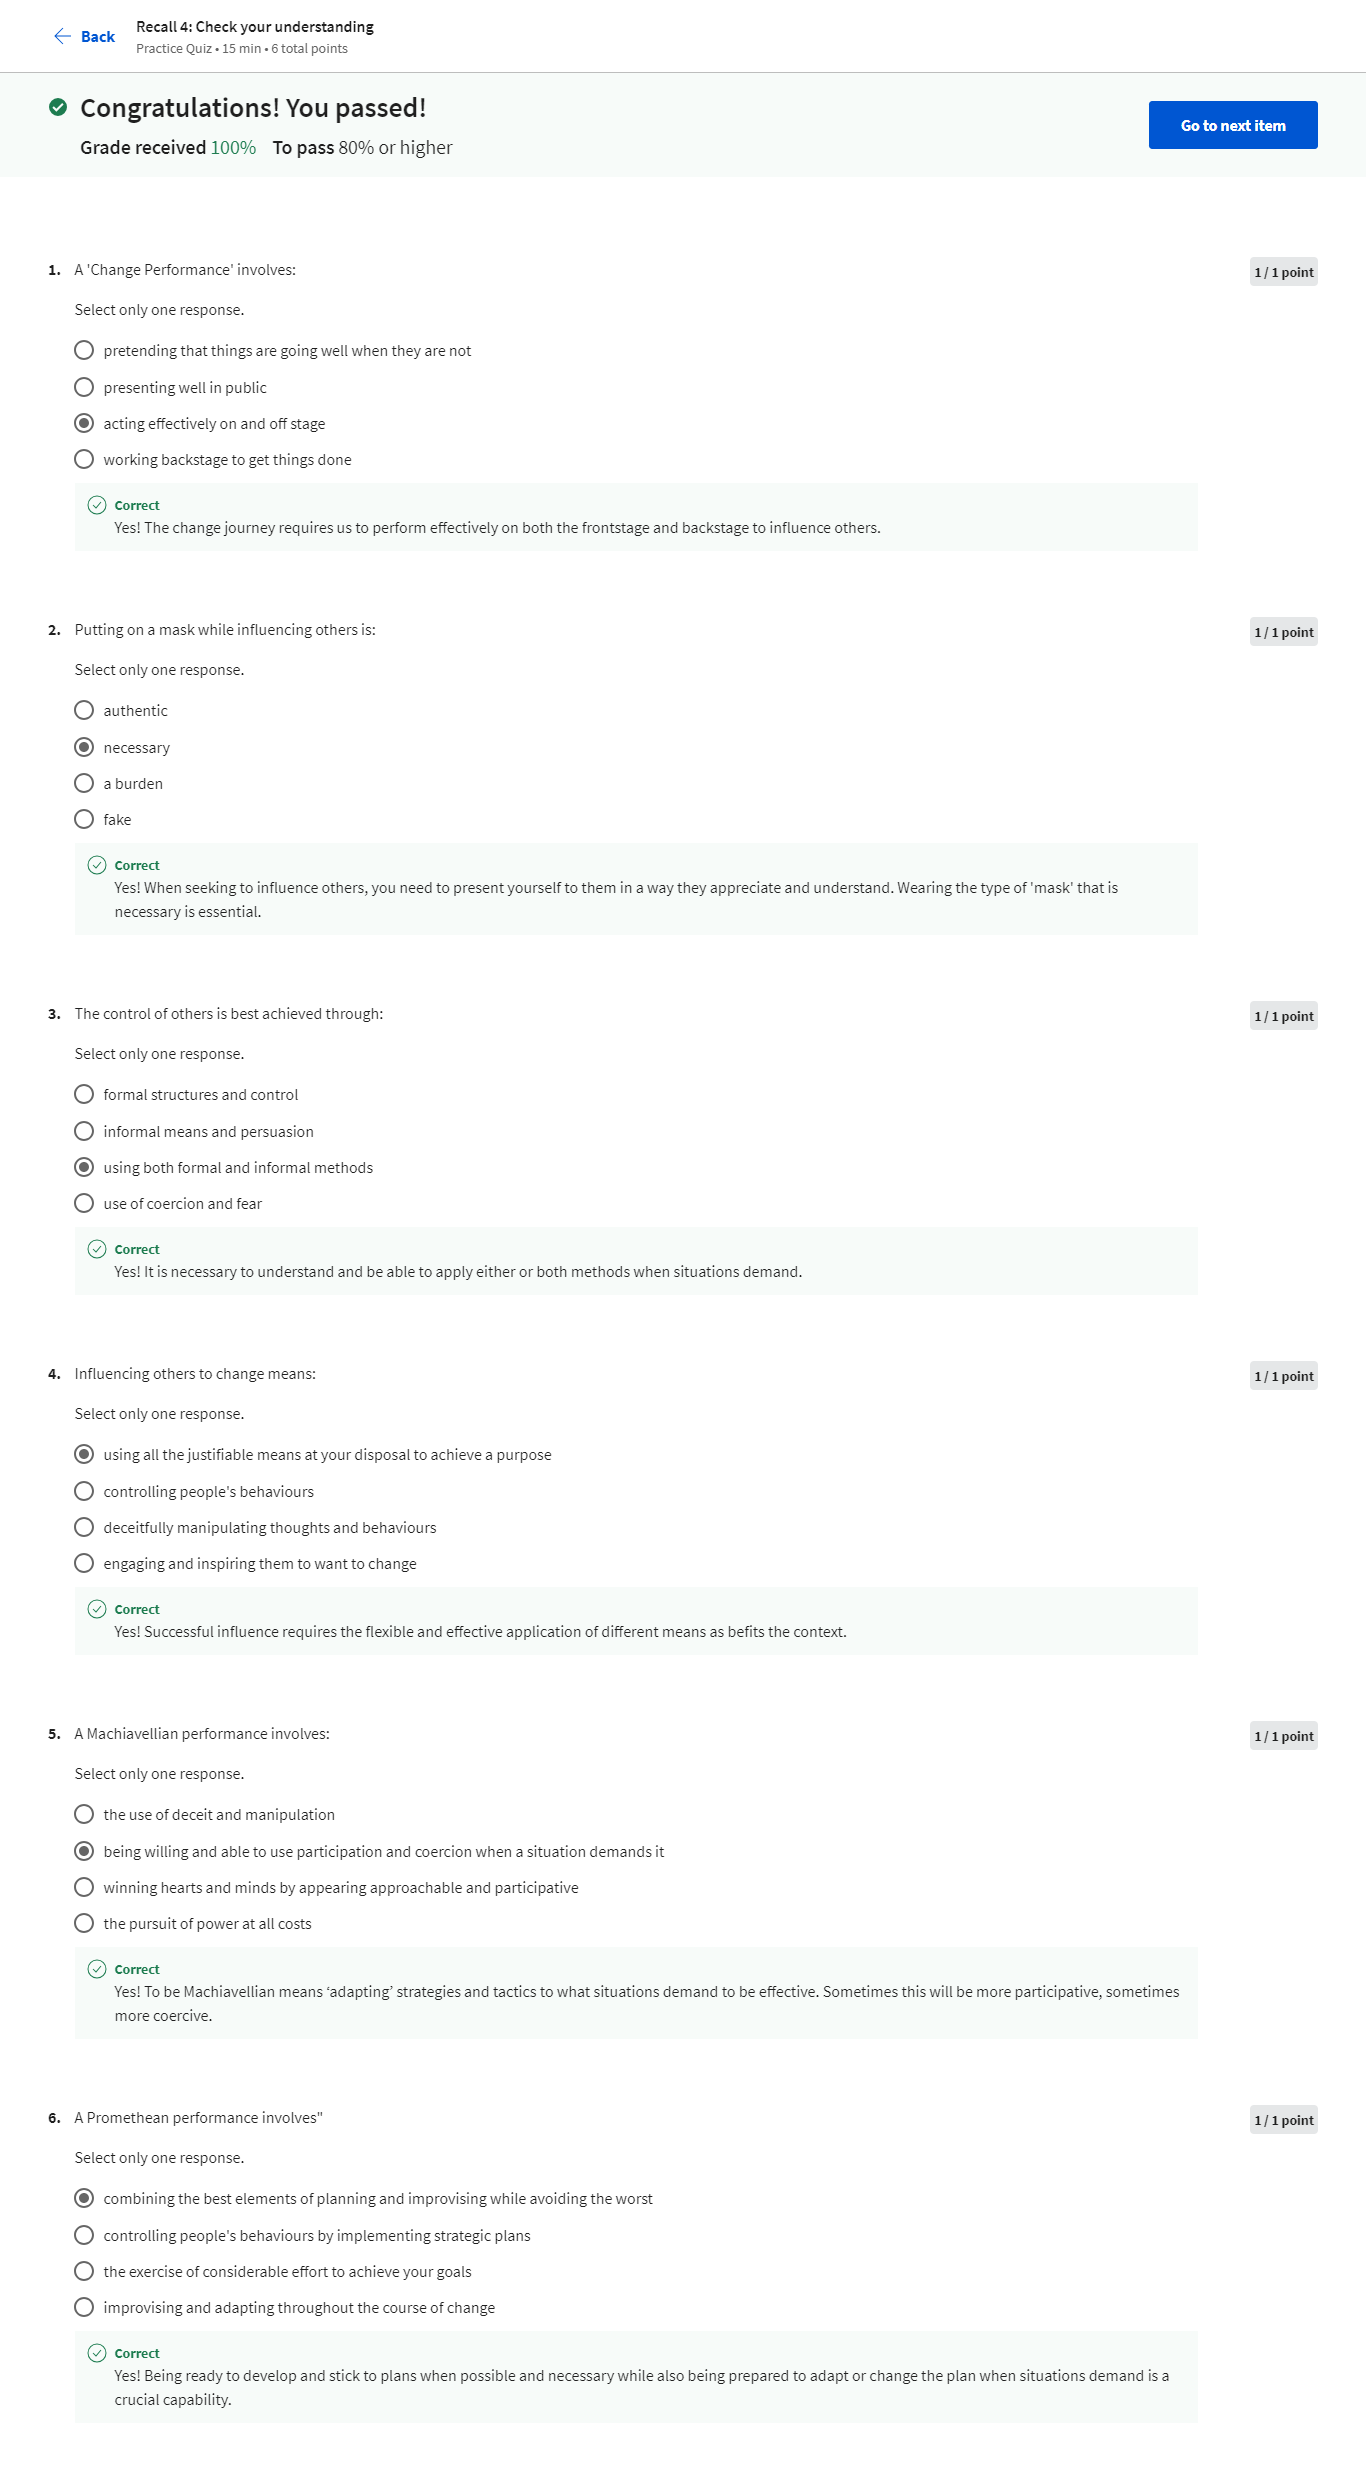 Back
Recall 4: Check your understanding
Practice Quiz • 15 min • 6 total points
Congratulations! You passed!
Grade received 100% To pass 80% or higher
Go to next item
1. A 'Change Performance' involves:
1 / 1 point
Select only one response.
pretending that things are going well when they are not
presenting well in public
acting effectively on and off stage
working backstage to get things done
Correct
Yes! The change journey requires us to perform effectively on both the frontstage and backstage to influence others.
2. Putting on a mask while influencing others is:
1 / 1 point
Select only one response.
authentic
necessary
a burden
fake
Correct
Yes! When seeking to influence others, you need to present yourself to them in a way they appreciate and understand. Wearing the type of 'mask' that is
necessary is essential.
3. The control of others is best achieved through:
1 / 1 point
Select only one response.
formal structures and control
informal means and persuasion
using both formal and informal methods
use of coercion and fear
Correct
Yes! It is necessary to understand and be able to apply either or both methods when situations demand.
4. Influencing others to change means:
1 / 1 point
Select only one response.
using all the justifiable means at your disposal to achieve a purpose
controlling people's behaviours
deceitfully manipulating thoughts and behaviours
engaging and inspiring them to want to change
Correct
Yes! Successful influence requires the flexible and effective application of different means as befits the context.
5. A Machiavellian performance involves:
1 / 1 point
Select only one response.
the use of deceit and manipulation
being willing and able to use participation and coercion when a situation demands it
winning hearts and minds by appearing approachable and participative
the pursuit of power at all costs
Correct
Yes! To be Machiavellian means ‘adapting’ strategies and tactics to what situations demand to be effective. Sometimes this will be more participative, sometimes
more coercive.
6. A Promethean performance involves"
1 / 1 point
Select only one response.
combining the best elements of planning and improvising while avoiding the worst
controlling people's behaviours by implementing strategic plans
the exercise of considerable effort to achieve your goals
improvising and adapting throughout the course of change
Correct
Yes! Being ready to develop and stick to plans when possible and necessary while also being prepared to adapt or change the plan when situations demand is a
crucial capability.